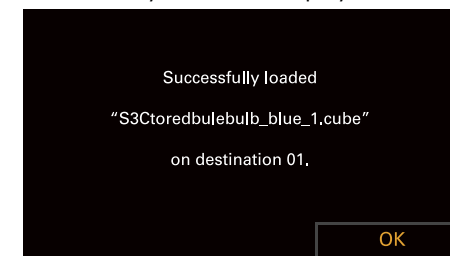 Successfully loaded
“S3Ctoredbulebulb_blue_1.cube”
on destination 01.
OK